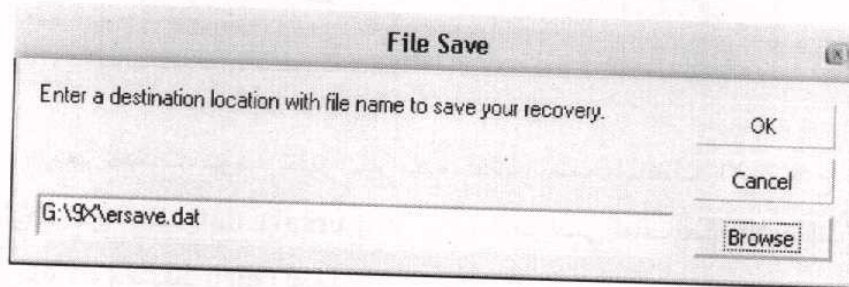 File Save
Enter a destination location with file name to save your recovery.
OK
Cancel
G:\9X\ersave.dat
Browse